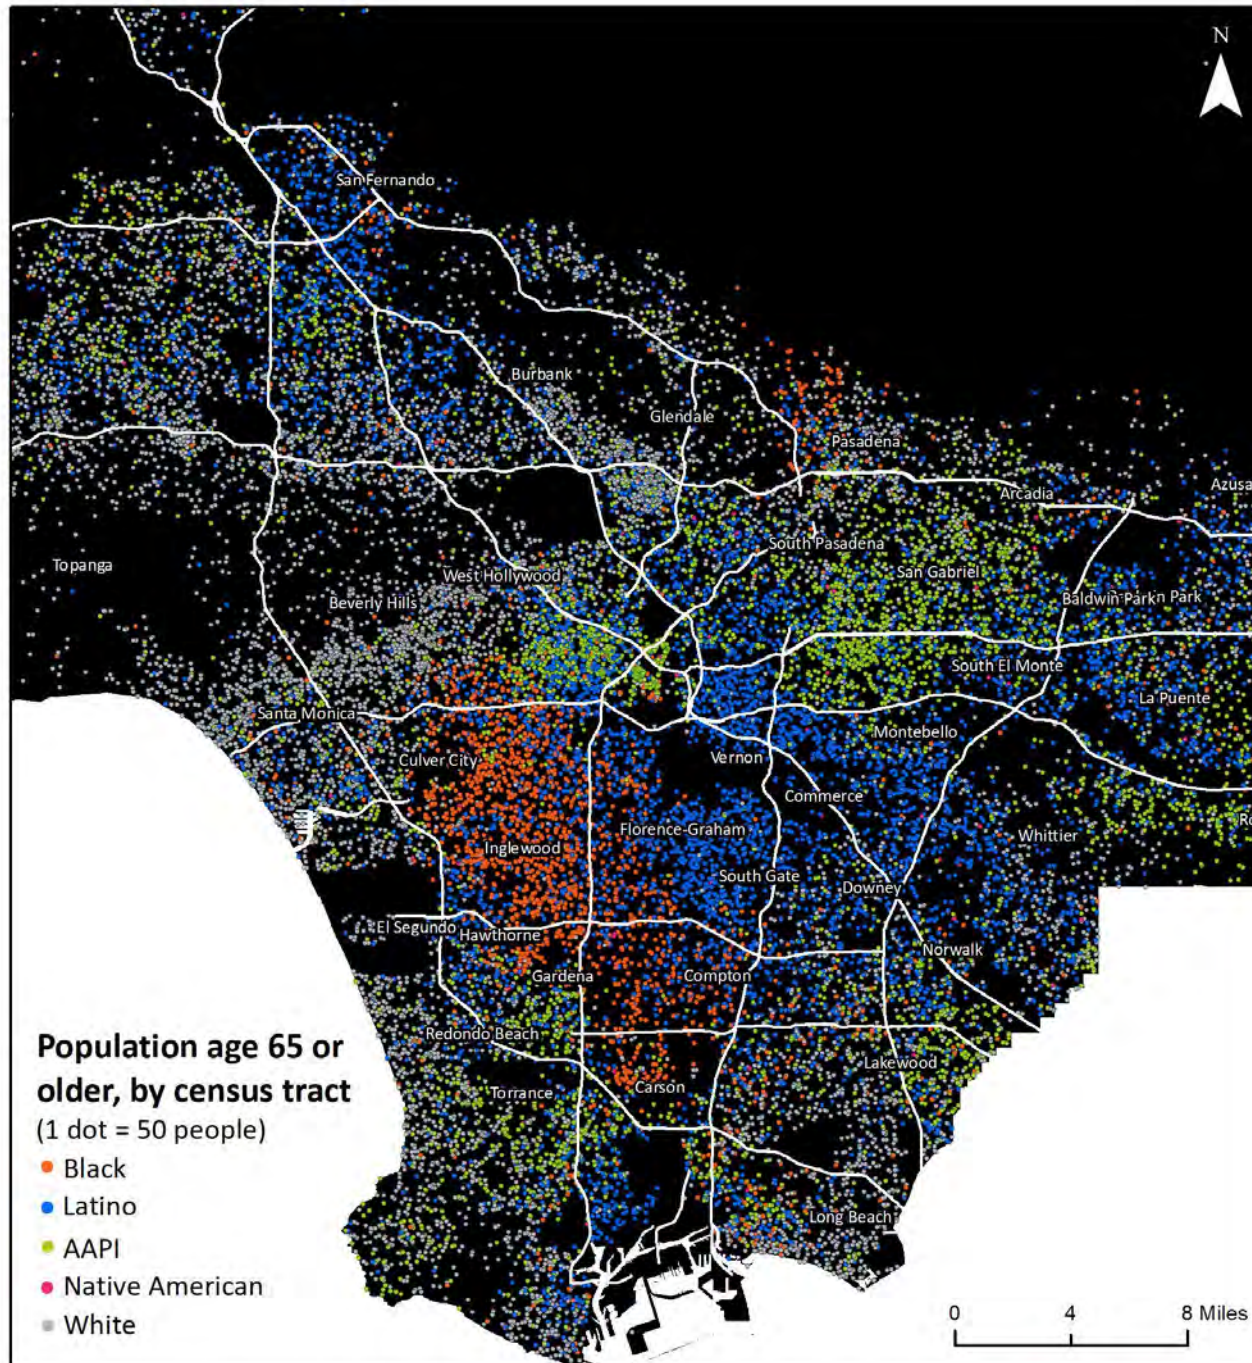 N
San Fernando
Burbank
Glendale
Pasadena
Arcadia
Azusa
South Pasadena
Topanga
West Hollywood
San Gabriel
Beverly Hills
Baldwin Park
n Park
South El Monte
La Puente
Santa Monica
Montebello
Culver City
Vernon
Commerce
Florence-Graham
Whittier
Ro
Inglewood
South Gate
Downey
El Segundo
Hawthorne
Norwalk
Gardena
Compton
Redondo Beach
Lakewood
Torrance
Carson
Long Beach
Population age 65 or
older, by census tract
(1 dot = 50 people)
Black
Latino
AAPI
Native American
White
0 4 8 Miles